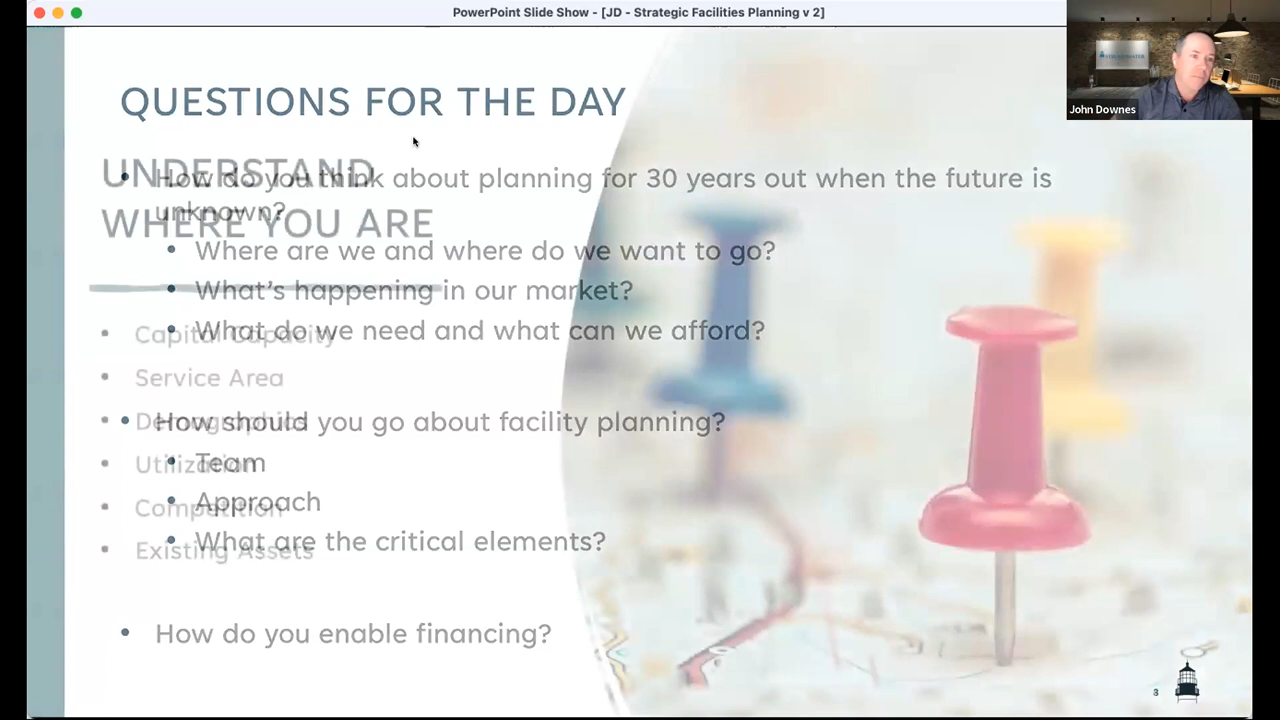 PowerPoint Slide Show - [JD - Strategic Facilities Planning v 2]
John Downes
QUESTIONS FOR THE DAY
• How do you think about planning for 30 years out when the future is
unknown?
• Where are we and where do we want to go?
• What's happening in our market?
• What do we need and what can we afford?
• How should you go about facility planning?
• Team
• Approach
• What are the critical elements?
• How do you enable financing?
UNDERSTAND
WHERE YOU ARE
• Capital Capacity
• Service Area
• Demographics
• Utilization
• Competition
• Existing Assets
3